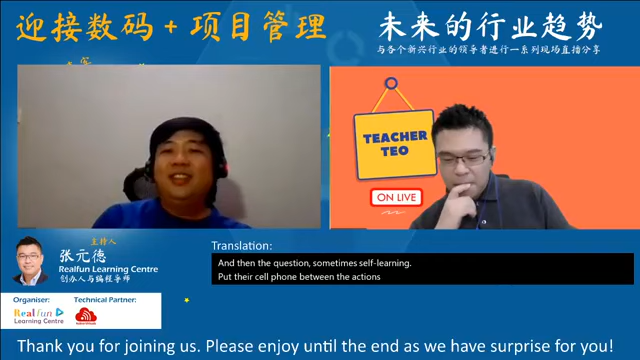 迎接数码 + 项目管理
未来的行业趋势
与各个新兴行业的领导者进行一系列现场直播分享
TEACHER
TEO
ON LIVE
主持人
张元德
Realfun Learning Centre
创办人与编程导师
Organiser:
Technical Partner:
Realfun
Learning Centre
Translation:
And then the question, sometimes self-learning.
Put their cell phone between the actions
Thank you for joining us. Please enjoy until the end as we have surprise for you!